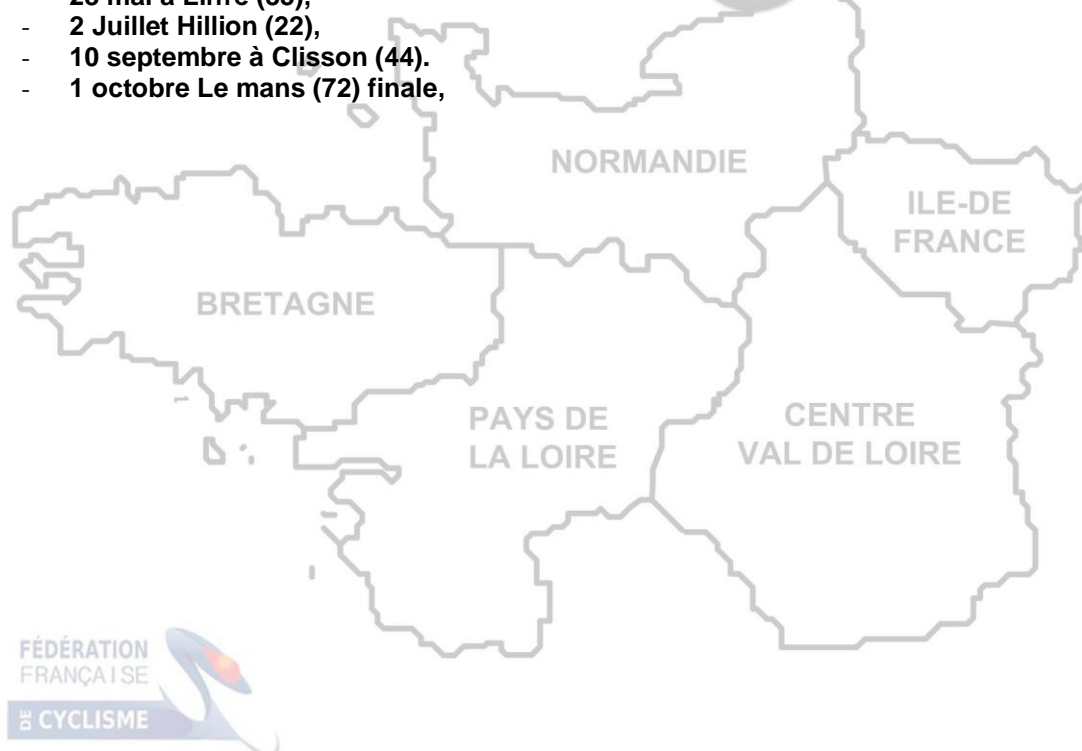 - 2 Juillet Hillion (22),
- 10 septembre à Clisson (44).
- 1 octobre Le mans (72) finale,
NORMANDIE
ILE-DE
FRANCE
BRETAGNE
PAYS DE
LA LOIRE
CENTRE
VAL DE LOIRE
FÉDÉRATION
FRANÇAISE
DE CYCLISME